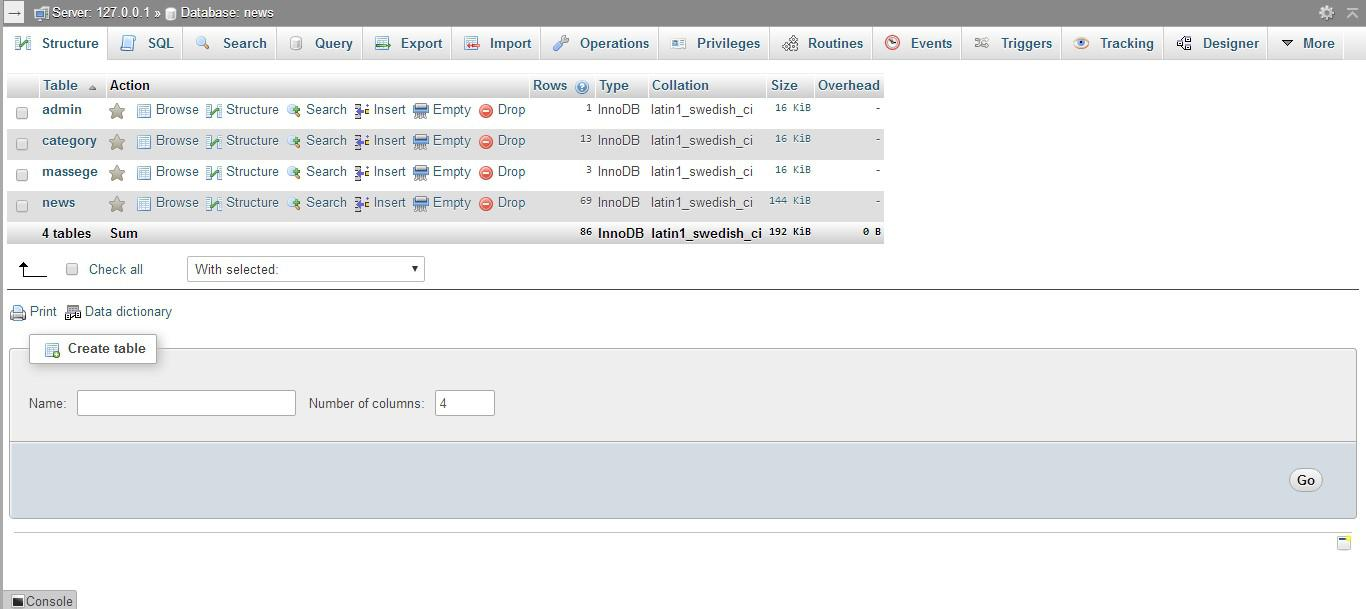 Server: 127.0.0.1 » Database: news
Structure SQL Search Query Export Import Operations Privileges Routines Events Triggers Tracking Designer More
Table Action Rows Type Collation Size Overhead
admin Browse Structure Search Insert Empty Drop 1 InnoDB latin1_swedish_ci 16 KiB -
category Browse Structure Search Insert Empty Drop 13 InnoDB latin1_swedish_ci 16 KiB -
massege Browse Structure Search Insert Empty Drop 3 InnoDB latin1_swedish_ci 16 KiB -
news Browse Structure Search Insert Empty Drop 69 InnoDB latin1_swedish_ci 144 KiB -
4 tables Sum 86 InnoDB latin1_swedish_ci 192 KiB 0 B
Check all With selected:
Print Data dictionary
Create table
Name: Number of columns: 4
Go
Console